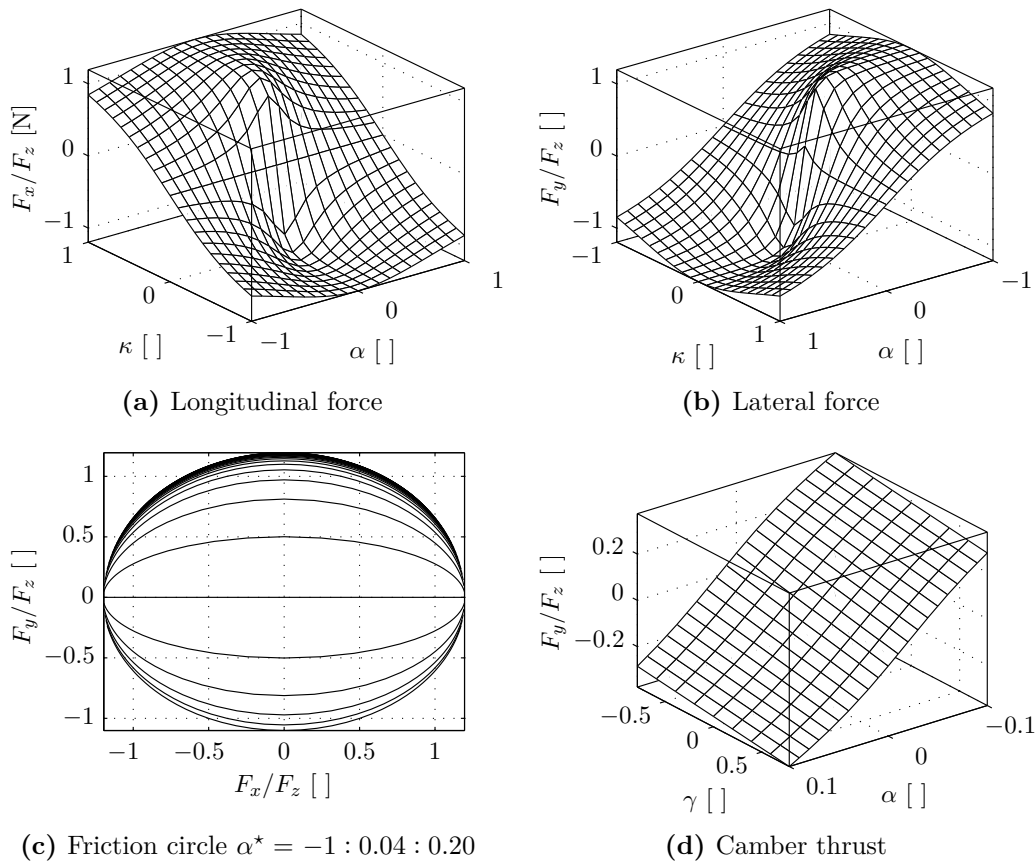 1
0
−1
F_x/F_z [N]
1
0
−1
κ [ ]
−1
0
1
α [ ]
(a) Longitudinal force
1
0
−1
F_y/F_z [ ]
−1
0
1
κ [ ]
1
0
−1
α [ ]
(b) Lateral force
1
0.5
0
−0.5
−1
F_y/F_z [ ]
−1
−0.5
0
0.5
1
F_x/F_z [ ]
(c) Friction circle α* = −1 : 0.04 : 0.20
0.2
0
−0.2
F_y/F_z [ ]
−0.5
0
0.5
γ [ ]
0.1
0
−0.1
α [ ]
(d) Camber thrust